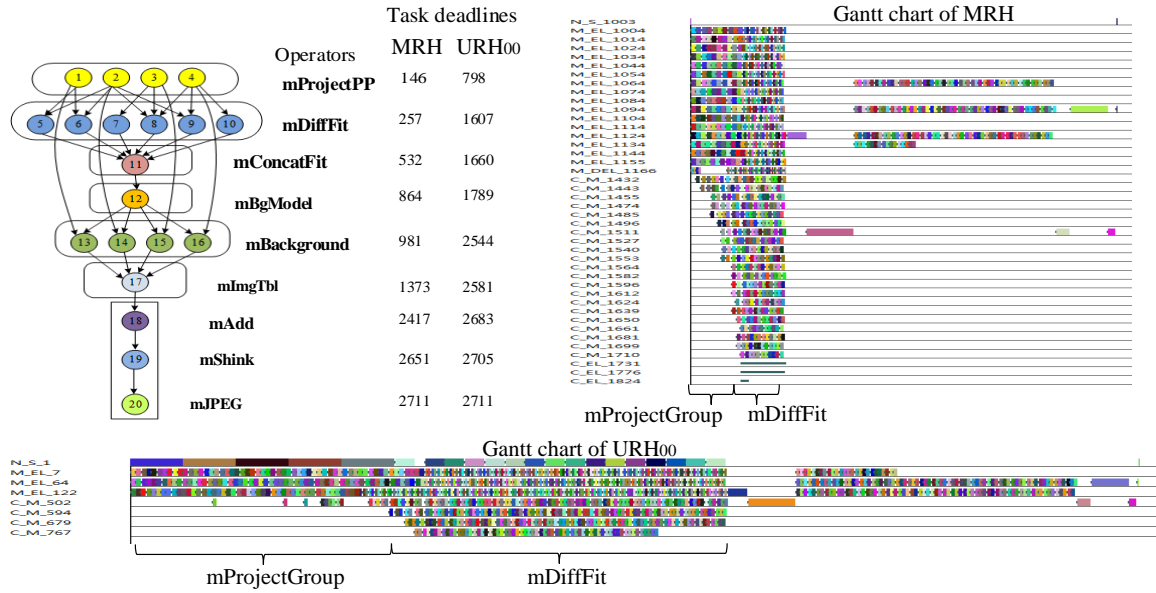 Task deadlines
Operators MRH URH00
1 2 3 4
mProjectPP 146 798
5 6 7 8 9 10
mDiffFit 257 1607
11
mConcatFit 532 1660
12
mBgModel 864 1789
13 14 15 16
mBackground 981 2544
17
mImgTbl 1373 2581
18
mAdd 2417 2683
19
mShink 2651 2705
20
mJPEG 2711 2711
Gantt chart of MRH
N_S_1003
M_EL_1004
M_EL_1014
M_EL_1024
M_EL_1034
M_EL_1044
M_EL_1054
M_EL_1064
M_EL_1074
M_EL_1084
M_EL_1094
M_EL_1104
M_EL_1114
M_EL_1124
M_EL_1134
M_EL_1144
M_EL_1155
M_DEL_1166
C_M_1432
C_M_1443
C_M_1455
C_M_1474
C_M_1485
C_M_1496
C_M_1511
C_M_1527
C_M_1540
C_M_1553
C_M_1564
C_M_1582
C_M_1596
C_M_1612
C_M_1624
C_M_1639
C_M_1650
C_M_1661
C_M_1681
C_M_1699
C_M_1710
C_EL_1731
C_EL_1776
C_EL_1824
mProjectGroup mDiffFit
Gantt chart of URH00
N_S_1
M_EL_7
M_EL_64
M_EL_122
C_M_502
C_M_594
C_M_679
C_M_767
mProjectGroup mDiffFit